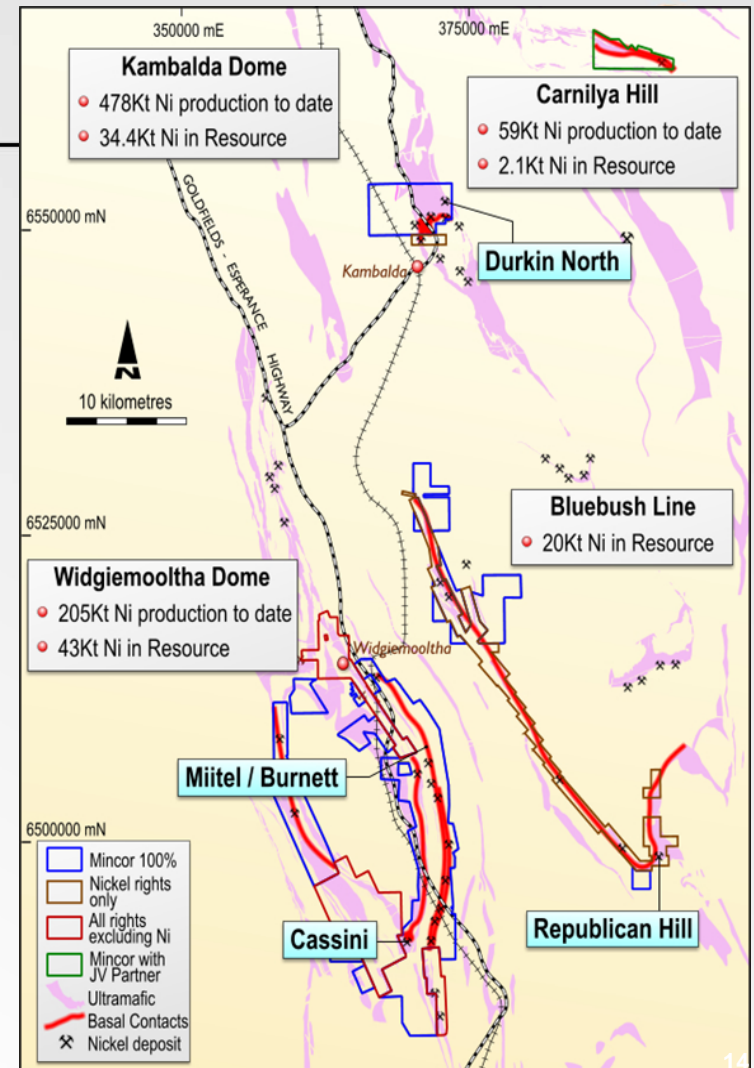 350000 mE
375000 mE
Kambalda Dome
478Kt Ni production to date
34.4Kt Ni in Resource
Carnilya Hill
59Kt Ni production to date
2.1Kt Ni in Resource
GOLDFIELDS - ESPERANCE HIGHWAY
6550000 mN
Durkin North
Kambalda
N
10 kilometres
6525000 mN
Bluebush Line
20Kt Ni in Resource
Widgiemooltha Dome
205Kt Ni production to date
43Kt Ni in Resource
Widgiemooltha
Miitel / Burnett
6500000 mN
Mincor 100%
Nickel rights
only
All rights
excluding Ni
Mincor with
JV Partner
Ultramafic
Basal Contacts
Nickel deposit
Cassini
Republican Hill
14